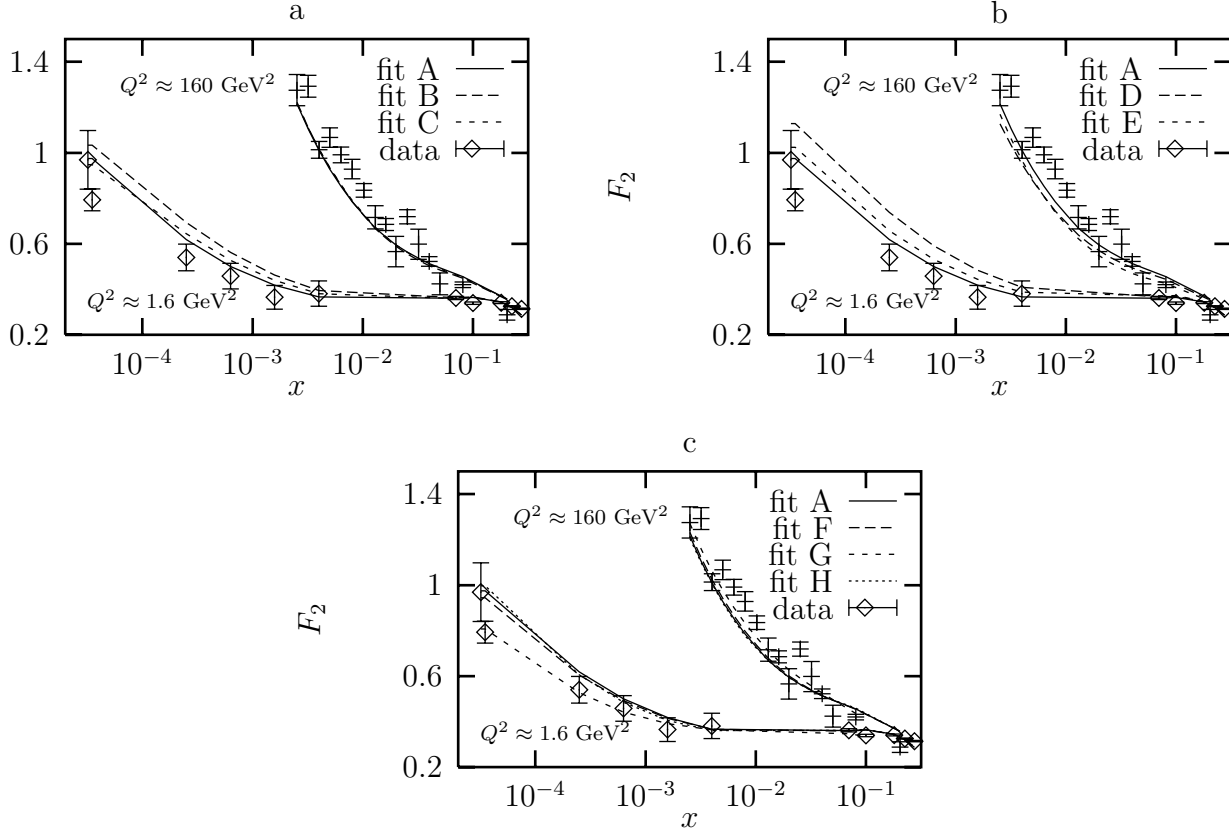 a
1.4
1
0.6
0.2
Q² ≈ 160 GeV²
Q² ≈ 1.6 GeV²
fit A
fit B
fit C
data
10⁻⁴ 10⁻³ 10⁻² 10⁻¹
x
b
F₂
1.4
1
0.6
0.2
Q² ≈ 160 GeV²
Q² ≈ 1.6 GeV²
fit A
fit D
fit E
data
10⁻⁴ 10⁻³ 10⁻² 10⁻¹
x
c
F₂
1.4
1
0.6
0.2
Q² ≈ 160 GeV²
Q² ≈ 1.6 GeV²
fit A
fit F
fit G
fit H
data
10⁻⁴ 10⁻³ 10⁻² 10⁻¹
x